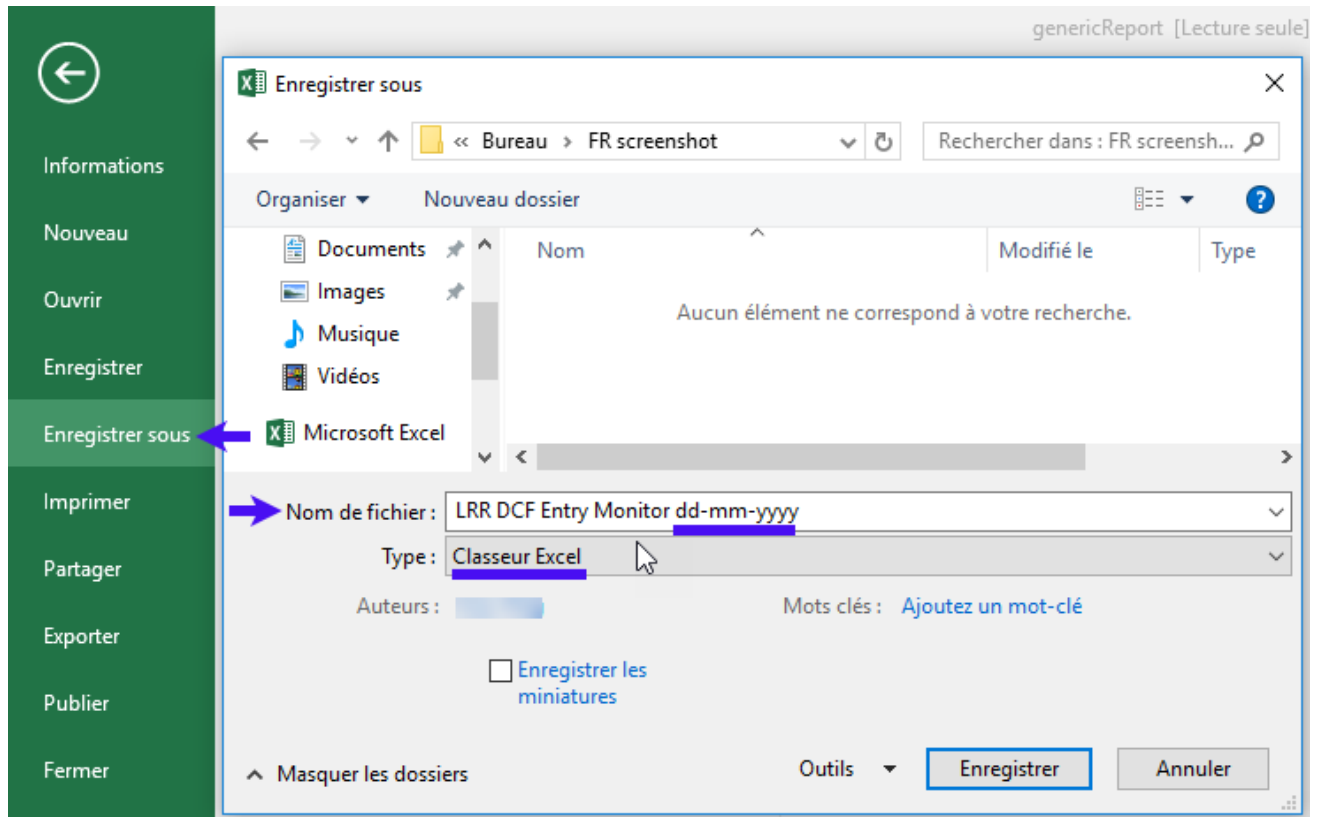 genericReport [Lecture seule]
Enregistrer sous
« Bureau > FR screenshot
Rechercher dans : FR screensh...
Informations
Organiser
Nouveau dossier
Nouveau
Documents
Nom
Modifié le
Type
Images
Ouvrir
Aucun élément ne correspond à votre recherche.
Musique
Enregistrer
Vidéos
Enregistrer sous
Microsoft Excel
Imprimer
Nom de fichier : LRR DCF Entry Monitor dd-mm-yyyy
Type : Classeur Excel
Partager
Auteurs :
Mots clés : Ajoutez un mot-clé
Exporter
Enregistrer les
miniatures
Publier
Fermer
Masquer les dossiers
Outils
Enregistrer
Annuler